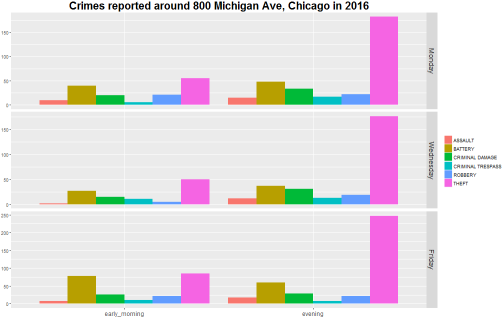 Crimes reported around 800 Michigan Ave, Chicago in 2016
150
100
50
0
Monday
150
100
50
0
Wednesday
250
200
150
100
50
0
Friday
early_morning
evening
ASSAULT
BATTERY
CRIMINAL DAMAGE
CRIMINAL TRESPASS
ROBBERY
THEFT